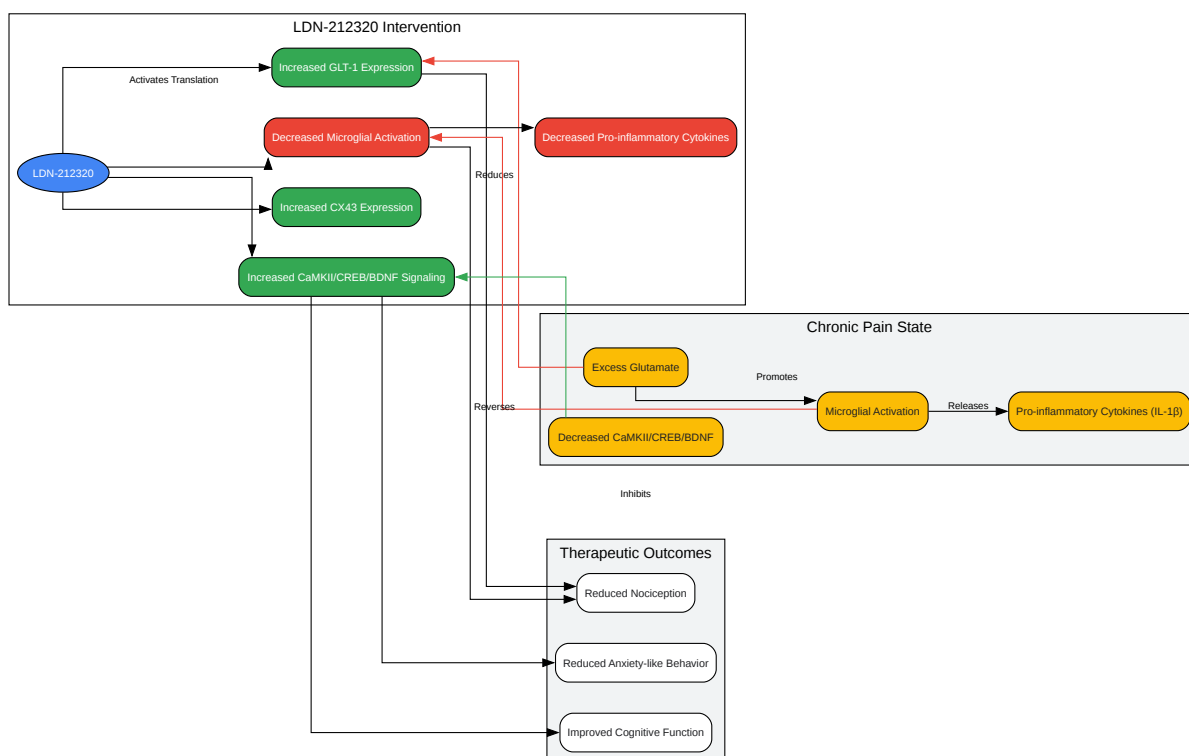 LDN-212320 Intervention
Increased GLT-1 Expression
Activates Translation
Decreased Microglial Activation
Decreased Pro-inflammatory Cytokines
LDN-212320
Reduces
Increased CX43 Expression
Increased CaMKII/CREB/BDNF Signaling
Chronic Pain State
Excess Glutamate
Promotes
Reverses
Microglial Activation
Releases
Pro-inflammatory Cytokines (IL-1β)
Decreased CaMKII/CREB/BDNF
Inhibits
Therapeutic Outcomes
Reduced Nociception
Reduced Anxiety-like Behavior
Improved Cognitive Function